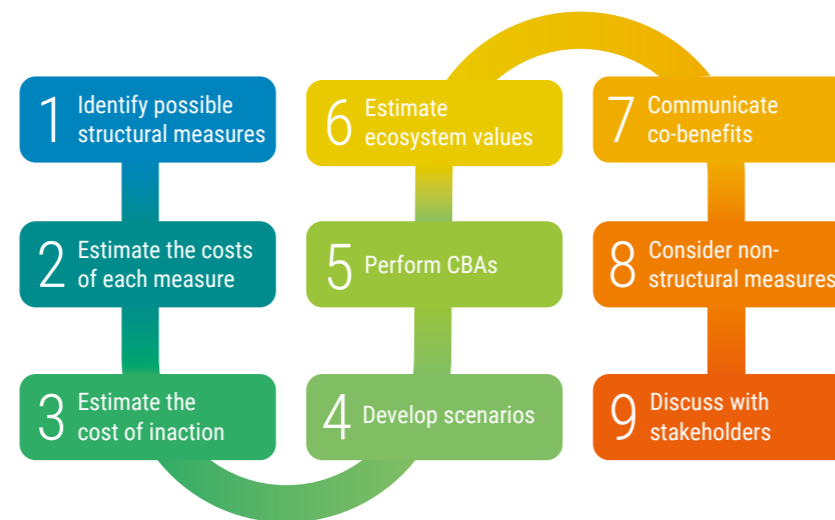 1 Identify possible
structural measures
2 Estimate the costs
of each measure
3 Estimate the
cost of inaction
4 Develop scenarios
5 Perform CBAs
6 Estimate
ecosystem values
7 Communicate
co-benefits
8 Consider non-
structural measures
9 Discuss with
stakeholders